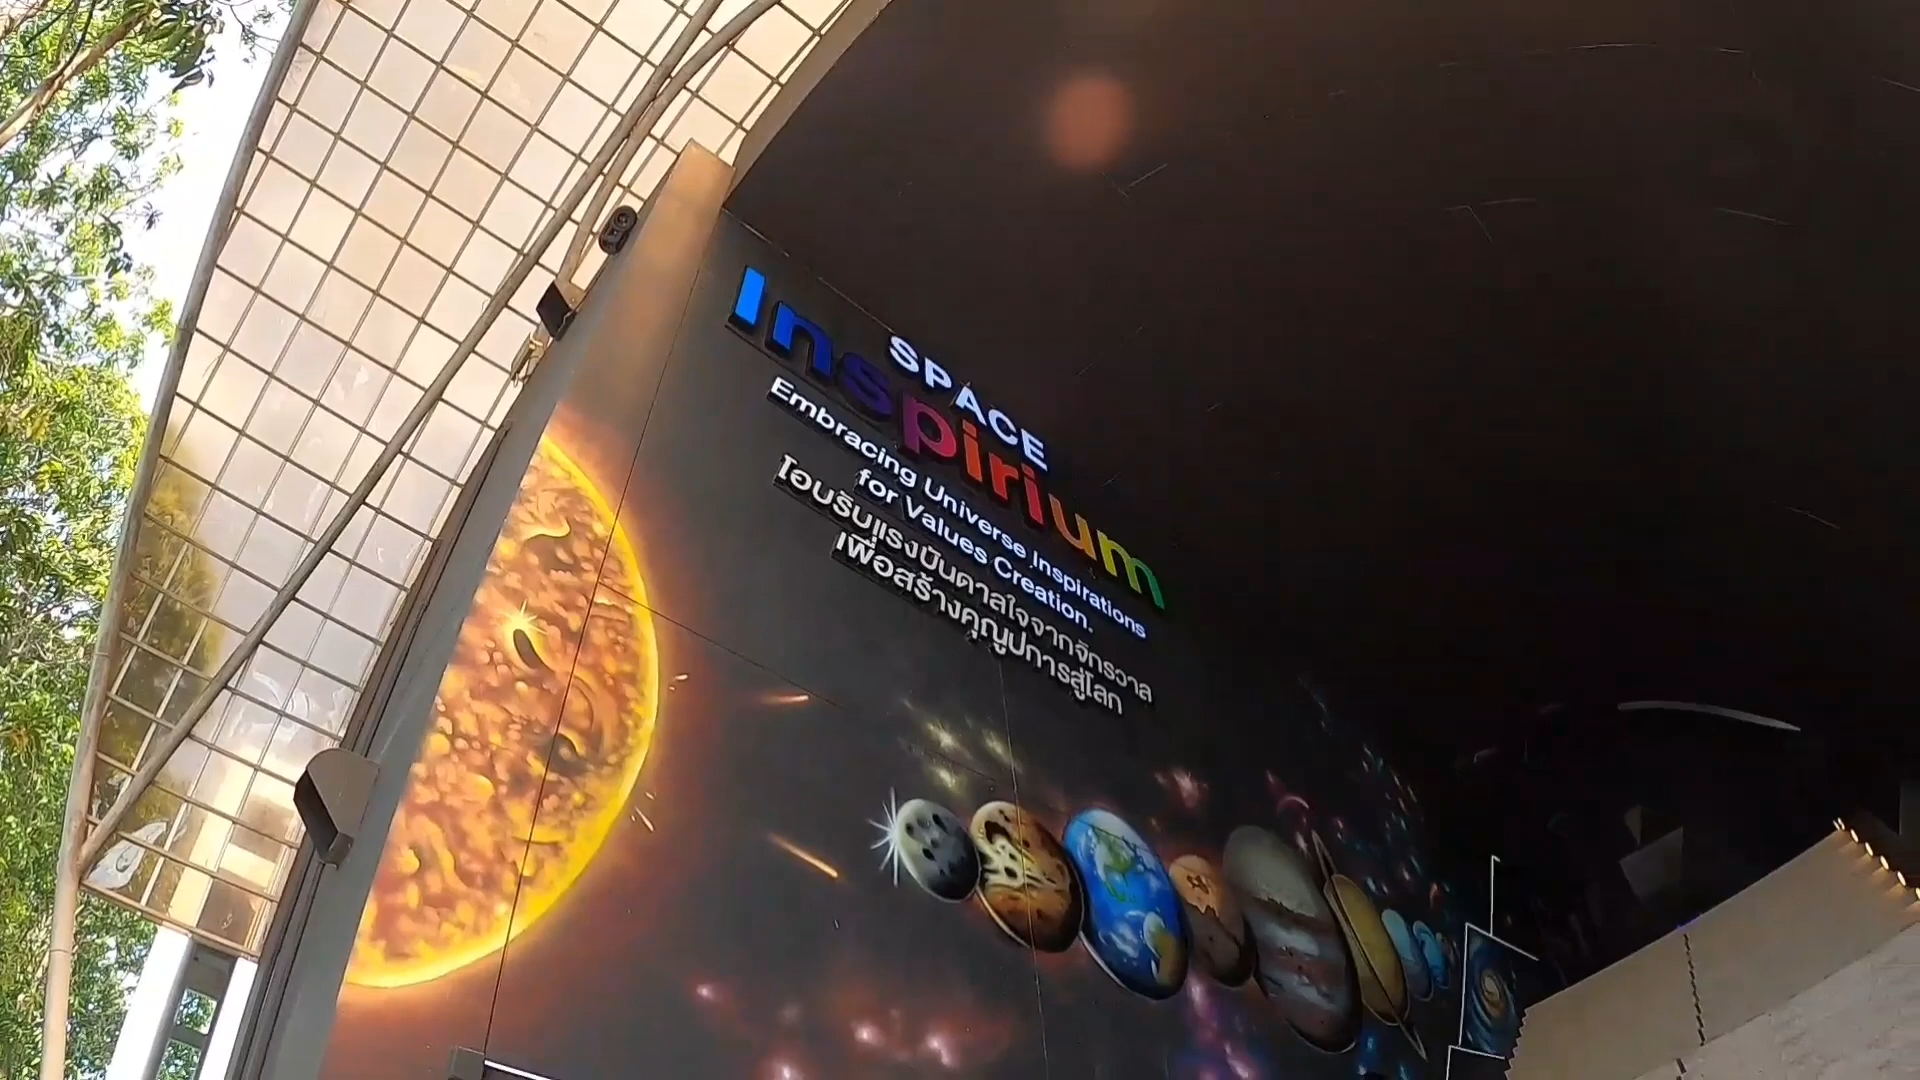 SPACE
Inspirium
Embracing Universe Inspirations
for Values Creation.
โอบรับแรงบันดาลใจจากจักรวาล
เพื่อสร้างคุณูปการสู่โลก